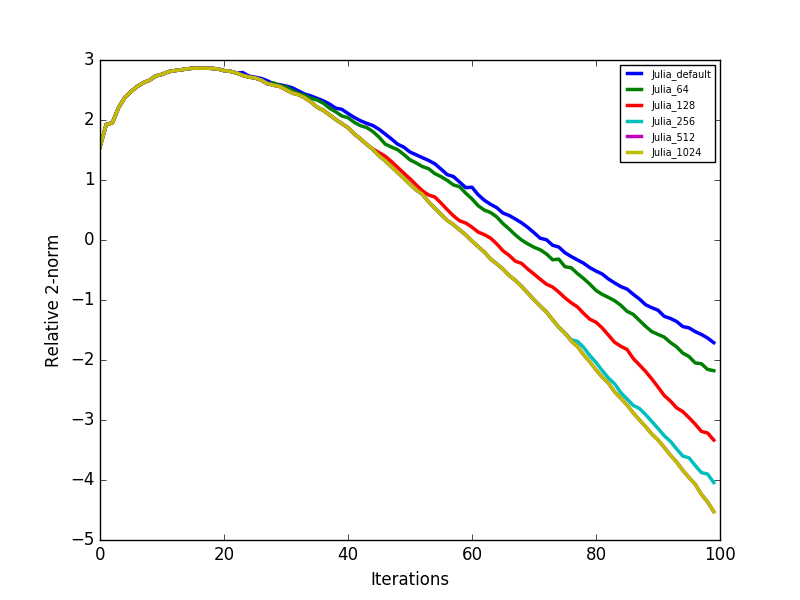 3
2
1
0
−1
−2
−3
−4
−5
Relative 2-norm
0 20 40 60 80 100
Iterations
Julia_default
Julia_64
Julia_128
Julia_256
Julia_512
Julia_1024